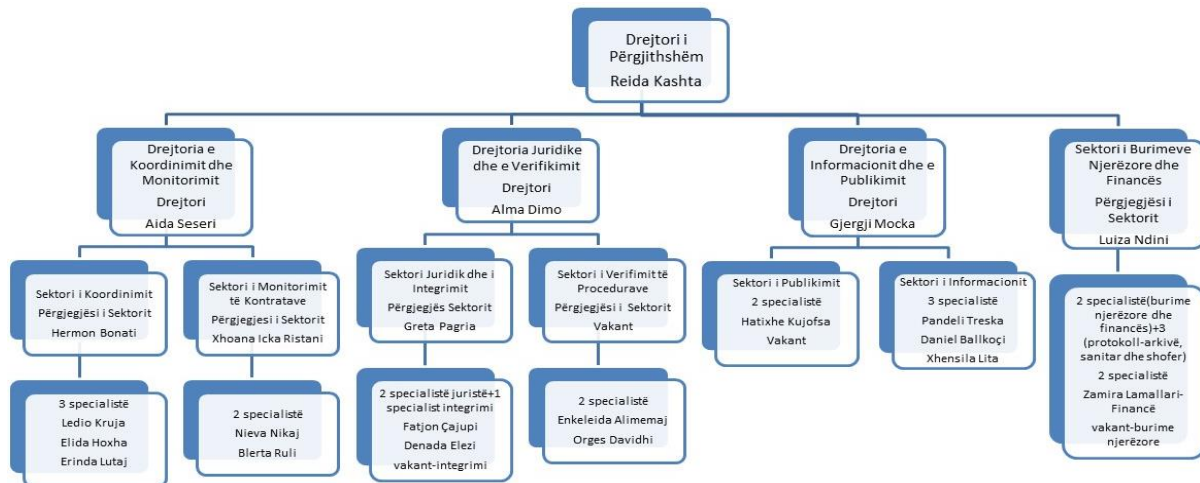 Drejtori i
Përgjithshëm
Reida Kashta
Drejtoria e
Koordinimit dhe
Monitorimit
Drejtori
Aida Seseri
Drejtoria Juridike
dhe e Verifikimit
Drejtori
Alma Dimo
Drejtoria e
Informacionit dhe e
Publikimit
Drejtori
Gjergji Mocka
Sektori i Burimeve
Njerëzore dhe
Financës
Përgjegjësi i
Sektorit
Luiza Ndini
Sektori i Koordinimit
Përgjegjësi i Sektorit
Hermon Bonati
Sektori i Monitorimit
të Kontratave
Përgjegjesi i Sektorit
Xhoana Icka Ristani
Sektori Juridik dhe i
Integrimit
Përgjegjës Sektorit
Greta Pagria
Sektori i Verifimit të
Procedurave
Përgjegjësi i Sektorit
Vakant
Sektori i Publikimit
2 specialistë
Hatixhe Kujofsa
Vakant
Sektori i Informacionit
3 specialistë
Pandeli Treska
Daniel Ballkoçi
Xhensila Lita
2 specialistë(burime
njerëzore dhe
financës)+3
(protokoll-arkivë,
sanitar dhe shofer)
2 specialistë
Zamira Lamallari-
Financë
vakant-burime
njerëzore
3 specialistë
Ledio Kruja
Elida Hoxha
Erinda Lutaj
2 specialistë
Nieva Nikaj
Blerta Ruli
2 specialistë juristë+1
specialist integrimi
Fatjon Çajupi
Denada Elezi
vakant-integrimi
2 specialistë
Enkeleida Alimemaj
Orges Davidhi